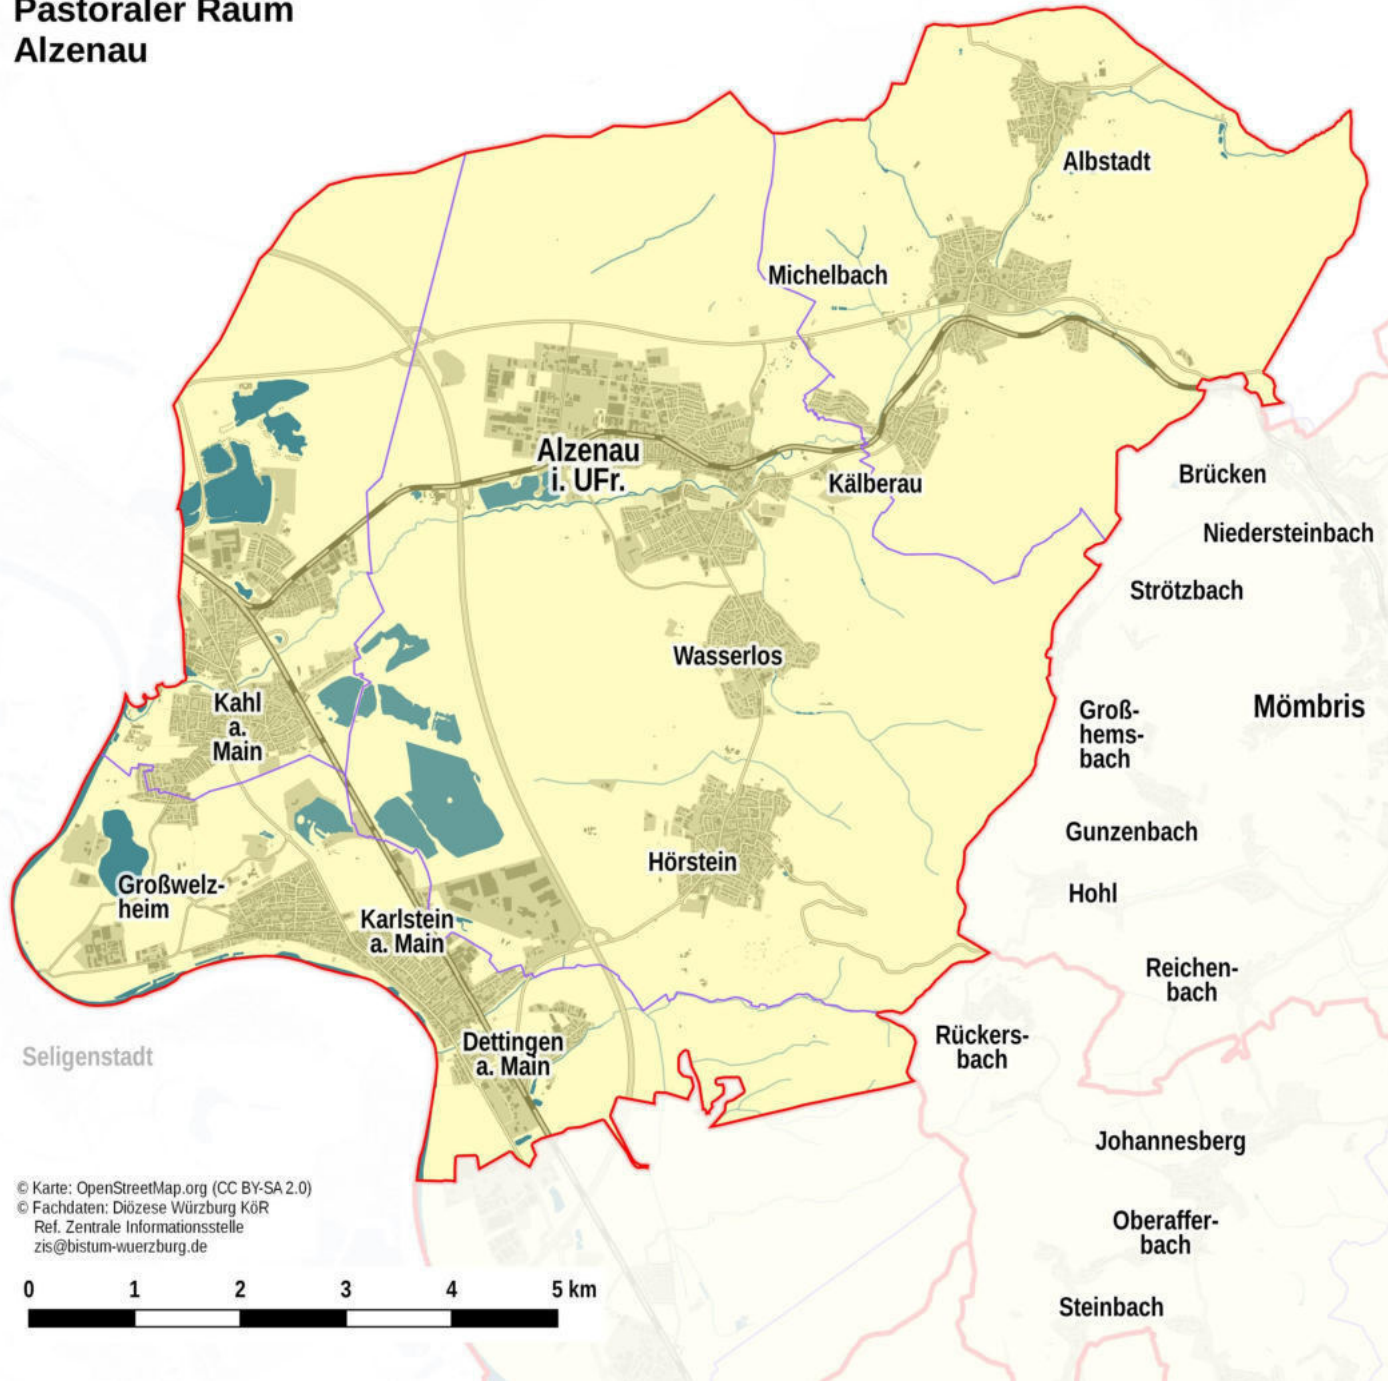 Pastoraler Raum
Alzenau
Albstadt
Michelbach
Alzenau
i. UFr.
Kälberau
Brücken
Niedersteinbach
Strötzbach
Wasserlos
Kahl
a.
Main
Groß-
hems-
bach
Mömbris
Gunzenbach
Hörstein
Hohl
Großwelz-
heim
Karlstein
a. Main
Reichen-
bach
Rückers-
bach
Dettingen
a. Main
Seligenstadt
Johannesberg
Oberaffer-
bach
Steinbach
© Karte: OpenStreetMap.org (CC BY-SA 2.0)
© Fachdaten: Diözese Würzburg KöR
Ref. Zentrale Informationsstelle
zis@bistum-wuerzburg.de
0 1 2 3 4 5 km